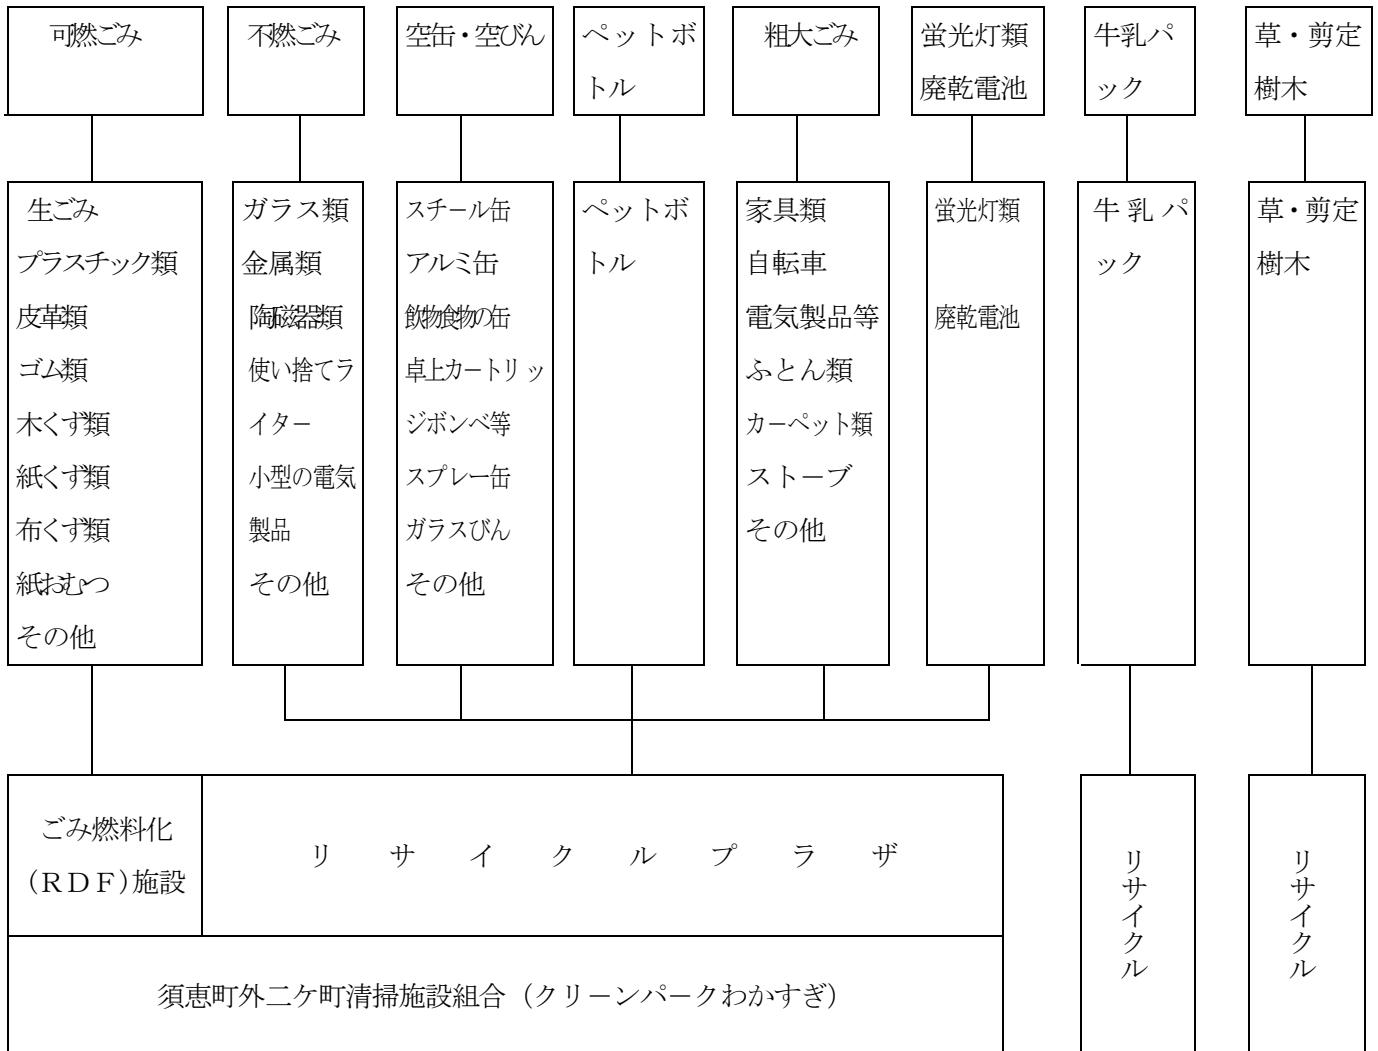 可燃ごみ
不燃ごみ
空缶・空びん
ペットボ
トル
粗大ごみ
蛍光灯類
廃乾電池
牛乳パ
ック
草・剪定
樹木
生ごみ
プラスチック類
皮革類
ゴム類
木くず類
紙くず類
布くず類
紙おむつ
その他
ガラス類
金属類
陶磁器類
使い捨てラ
イター
小型の電気
製品
その他
スチール缶
アルミ缶
飲物食物の缶
卓上カートリッ
ジボンベ等
スプレー缶
ガラスびん
その他
ペットボ
トル
家具類
自転車
電気製品等
ふとん類
カーペット類
ストーブ
その他
蛍光灯類
廃乾電池
牛乳パ
ック
草・剪定
樹木
ごみ燃料化
(RDF)施設
リサイクルプラザ
須恵町外二ケ町清掃施設組合（クリーンパークわかすぎ）
リサイクル
リサイクル